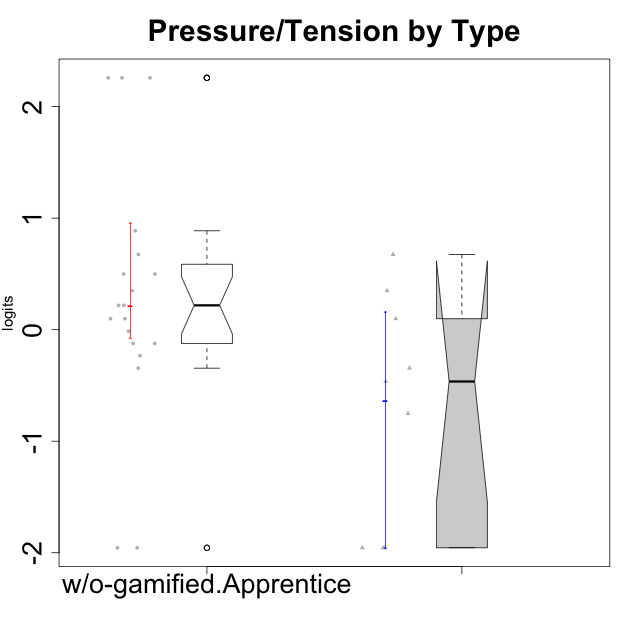 Pressure/Tension by Type
2
1
0
-1
-2
logits
w/o-gamified.Apprentice